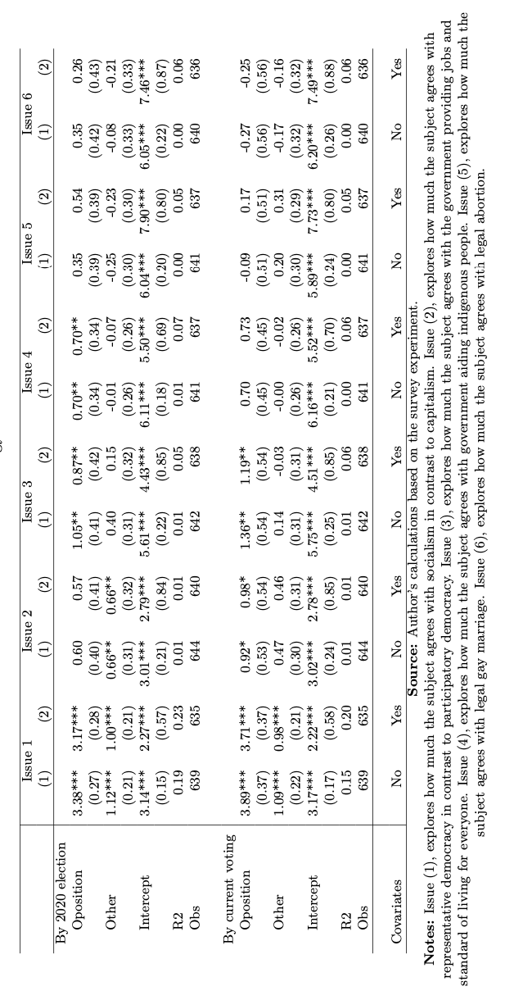 Issue 1 Issue 2 Issue 3 Issue 4 Issue 5 Issue 6
(1) (2) (1) (2) (1) (2) (1) (2) (1) (2) (1) (2)
By 2020 election
Oposition 3.38*** 3.17*** 0.60 0.57 1.05** 0.87** 0.70** 0.70** 0.35 0.54 0.35 0.26
(0.27) (0.28) (0.40) (0.41) (0.41) (0.42) (0.34) (0.34) (0.39) (0.39) (0.42) (0.43)
Other 1.12*** 1.00*** 0.66** 0.66** 0.40 0.15 -0.01 -0.07 -0.25 -0.23 -0.08 -0.21
(0.21) (0.21) (0.31) (0.32) (0.31) (0.32) (0.26) (0.26) (0.30) (0.30) (0.33) (0.33)
Intercept 3.14*** 2.27*** 3.01*** 2.79*** 5.61*** 4.43*** 6.11*** 5.50*** 6.04*** 7.90*** 6.05*** 7.46***
(0.15) (0.57) (0.21) (0.84) (0.22) (0.85) (0.18) (0.69) (0.20) (0.80) (0.22) (0.87)
R2 0.19 0.23 0.01 0.01 0.01 0.05 0.01 0.07 0.00 0.05 0.00 0.06
Obs 639 635 644 640 642 638 641 637 641 637 640 636
By current voting
Oposition 3.89*** 3.71*** 0.92* 0.98* 1.36** 1.19** 0.70 0.73 -0.09 0.17 -0.27 -0.25
(0.37) (0.37) (0.53) (0.54) (0.54) (0.54) (0.45) (0.45) (0.51) (0.51) (0.56) (0.56)
Other 1.09*** 0.98*** 0.47 0.46 0.14 -0.03 -0.00 -0.02 0.20 0.31 -0.17 -0.16
(0.22) (0.21) (0.30) (0.31) (0.31) (0.31) (0.26) (0.26) (0.30) (0.29) (0.32) (0.32)
Intercept 3.17*** 2.22*** 3.02*** 2.78*** 5.75*** 4.51*** 6.16*** 5.52*** 5.89*** 7.73*** 6.20*** 7.49***
(0.17) (0.58) (0.24) (0.85) (0.25) (0.85) (0.21) (0.70) (0.24) (0.80) (0.26) (0.88)
R2 0.15 0.20 0.01 0.01 0.01 0.06 0.00 0.06 0.00 0.05 0.00 0.06
Obs 639 635 644 640 642 638 641 637 641 637 640 636
Covariates No Yes No Yes No Yes No Yes No Yes No Yes
Source: Author's calculations based on the survey experiment.
Notes: Issue (1), explores how much the subject agrees with socialism in contrast to capitalism. Issue (2), explores how much the subject agrees with
representative democracy in contrast to participatory democracy. Issue (3), explores how much the subject agrees with the government providing jobs and
standard of living for everyone. Issue (4), explores how much the subject agrees with government aiding indigenous people. Issue (5), explores how much the
subject agrees with legal gay marriage. Issue (6), explores how much the subject agrees with legal abortion.